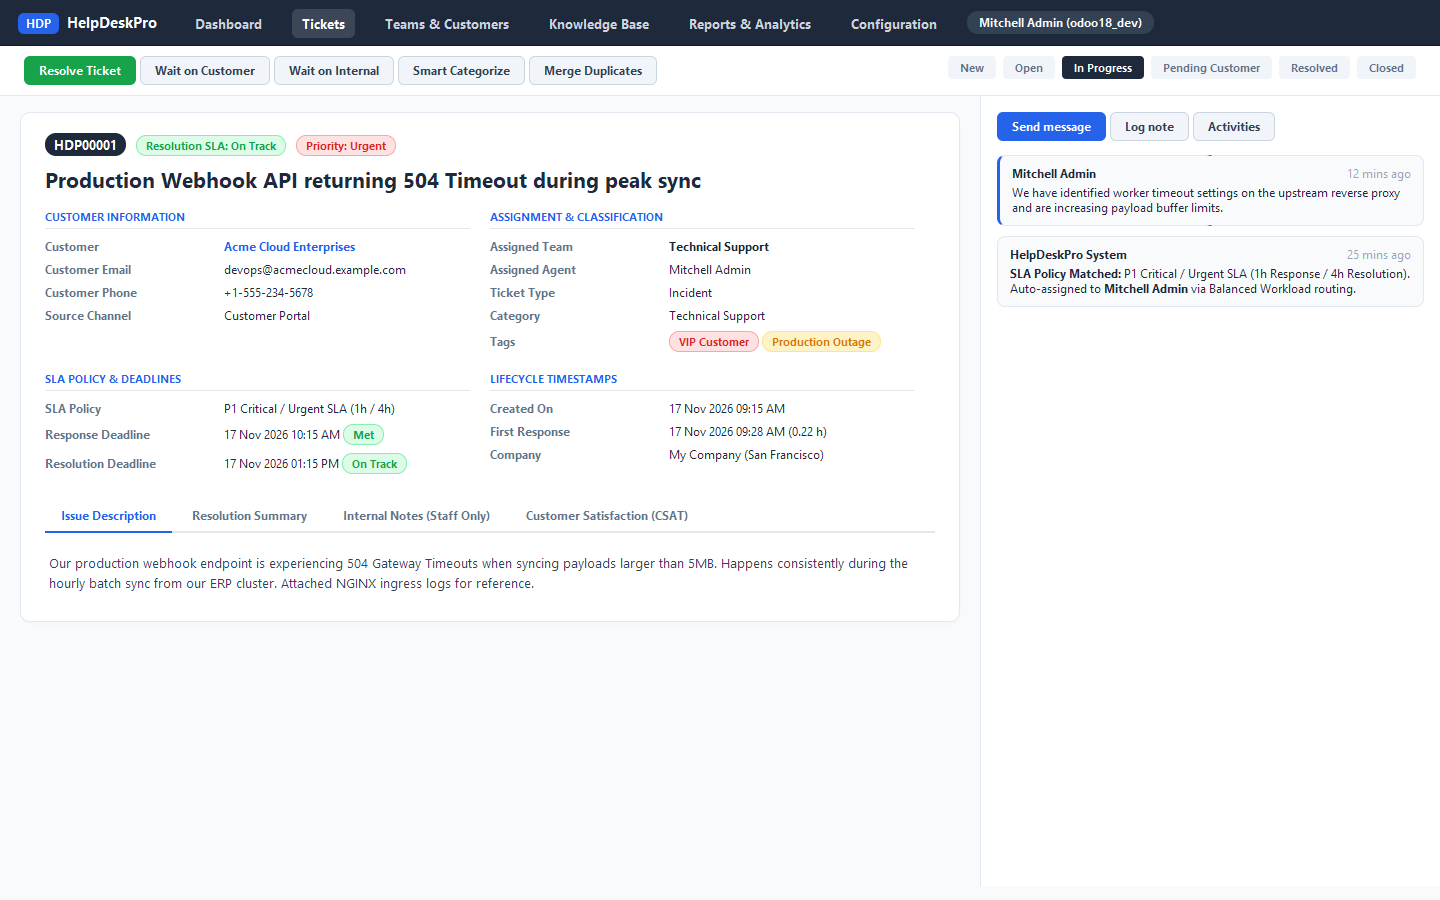 HDP HelpDeskPro Dashboard Tickets Teams & Customers Knowledge Base Reports & Analytics Configuration Mitchell Admin (odoo18_dev)
Resolve Ticket Wait on Customer Wait on Internal Smart Categorize Merge Duplicates New Open In Progress Pending Customer Resolved Closed
HDP00001 Resolution SLA: On Track Priority: Urgent
Production Webhook API returning 504 Timeout during peak sync
CUSTOMER INFORMATION
Customer Acme Cloud Enterprises
Customer Email devops@acmecloud.example.com
Customer Phone +1-555-234-5678
Source Channel Customer Portal
ASSIGNMENT & CLASSIFICATION
Assigned Team Technical Support
Assigned Agent Mitchell Admin
Ticket Type Incident
Category Technical Support
Tags VIP Customer Production Outage
SLA POLICY & DEADLINES
SLA Policy P1 Critical / Urgent SLA (1h / 4h)
Response Deadline 17 Nov 2026 10:15 AM Met
Resolution Deadline 17 Nov 2026 01:15 PM On Track
LIFECYCLE TIMESTAMPS
Created On 17 Nov 2026 09:15 AM
First Response 17 Nov 2026 09:28 AM (0.22 h)
Company My Company (San Francisco)
Issue Description Resolution Summary Internal Notes (Staff Only) Customer Satisfaction (CSAT)
Our production webhook endpoint is experiencing 504 Gateway Timeouts when syncing payloads larger than 5MB. Happens consistently during the
hourly batch sync from our ERP cluster. Attached NGINX ingress logs for reference.
Send message Log note Activities
Mitchell Admin 12 mins ago
We have identified worker timeout settings on the upstream reverse proxy
and are increasing payload buffer limits.
HelpDeskPro System 25 mins ago
SLA Policy Matched: P1 Critical / Urgent SLA (1h Response / 4h Resolution).
Auto-assigned to Mitchell Admin via Balanced Workload routing.